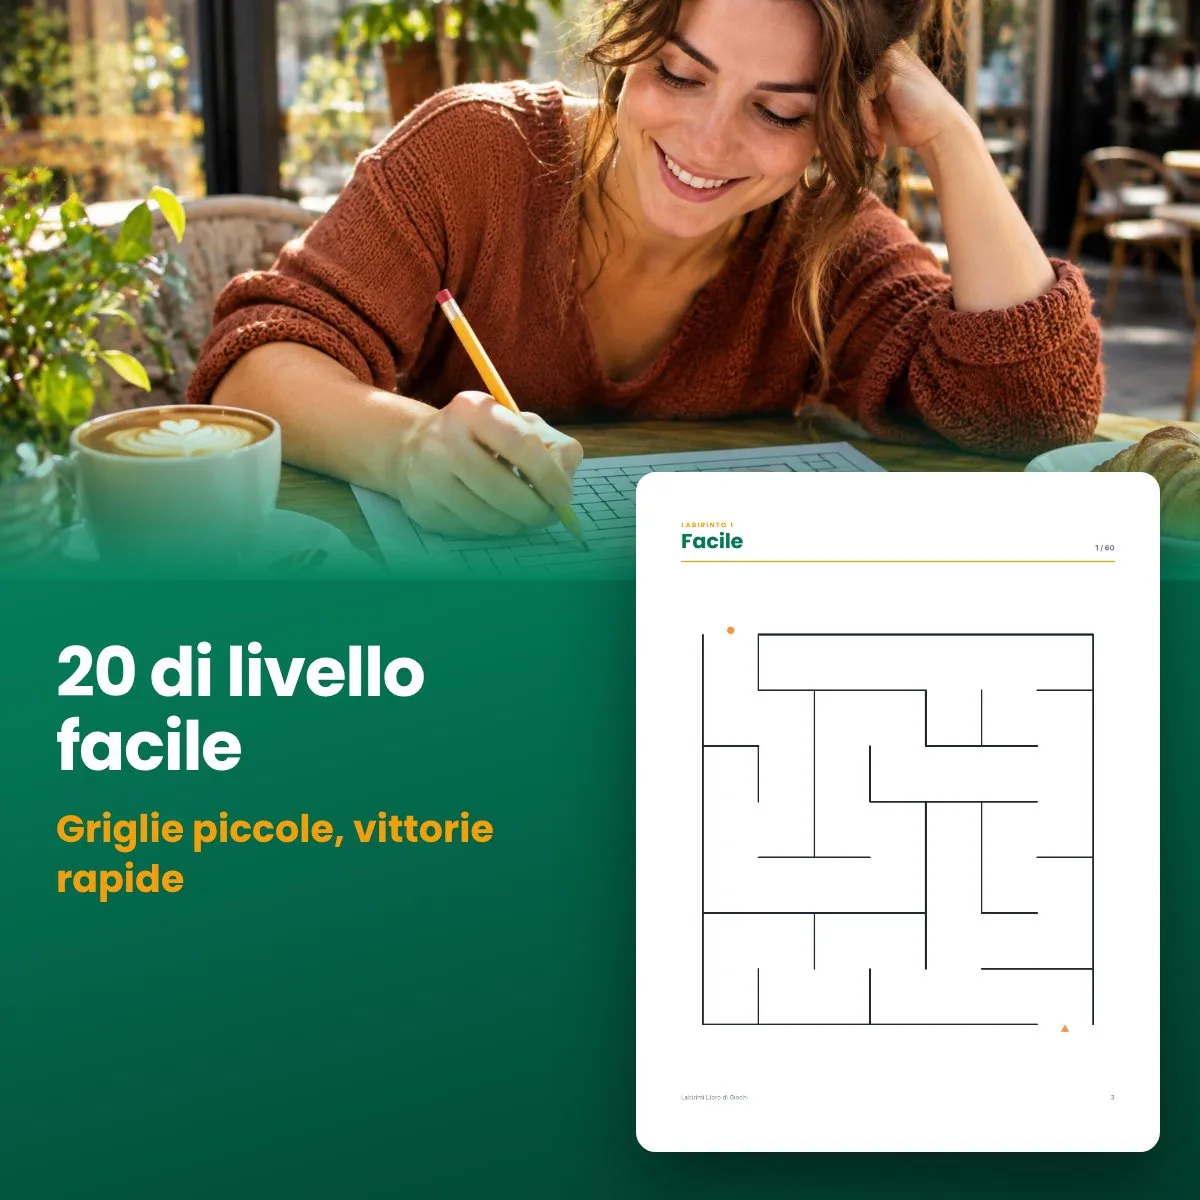 LABIRINTO 1
Facile
1 / 60
20 di livello
facile
Griglie piccole, vittorie
rapide
Labirinti Libro di Giochi
3